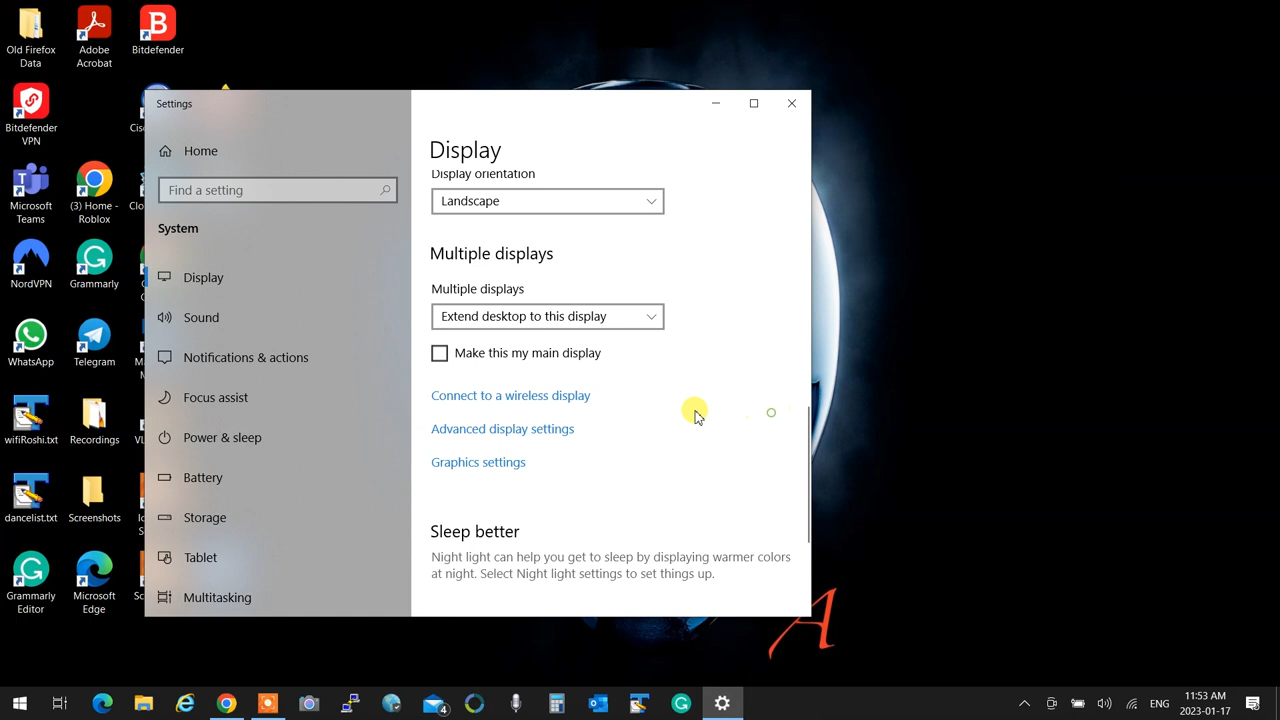 Old Firefox
Data
Adobe
Acrobat
Bitdefender
Bitdefender
VPN
Microsoft
Teams
(3) Home -
Roblox
NordVPN
Grammarly
WhatsApp
Telegram
wifiRoshi.txt
Recordings
dancelist.txt
Screenshots
Grammarly
Editor
Microsoft
Edge
Settings
Home
Find a setting
System
Display
Sound
Notifications & actions
Focus assist
Power & sleep
Battery
Storage
Tablet
Multitasking
Display
Display orientation
Landscape
Multiple displays
Multiple displays
Extend desktop to this display
Make this my main display
Connect to a wireless display
Advanced display settings
Graphics settings
Sleep better
Night light can help you get to sleep by displaying warmer colors
at night. Select Night light settings to set things up.
A
4
ENG
11:53 AM
2023-01-17